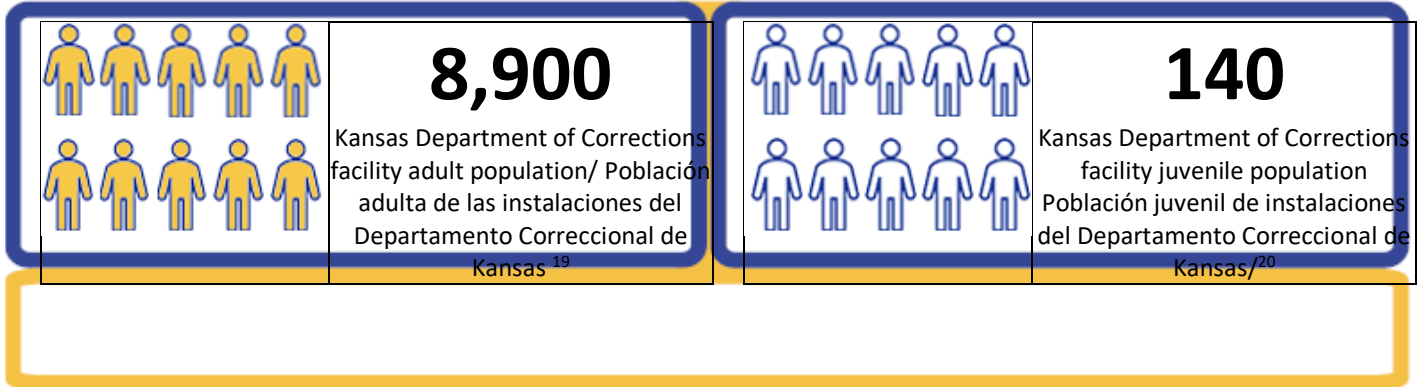 8,900
Kansas Department of Corrections
facility adult population/ Población
adulta de las instalaciones del
Departamento Correccional de
Kansas 19
140
Kansas Department of Corrections
facility juvenile population
Población juvenil de instalaciones
del Departamento Correccional de
Kansas/20